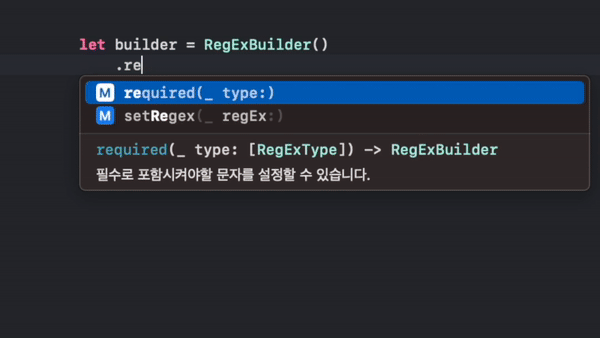 let builder = RegExBuilder()
.re
M required(_ type:)
M setRegex(_ regEx:)
required(_ type: [RegExType]) -> RegExBuilder
필수로 포함시켜야할 문자를 설정할 수 있습니다.